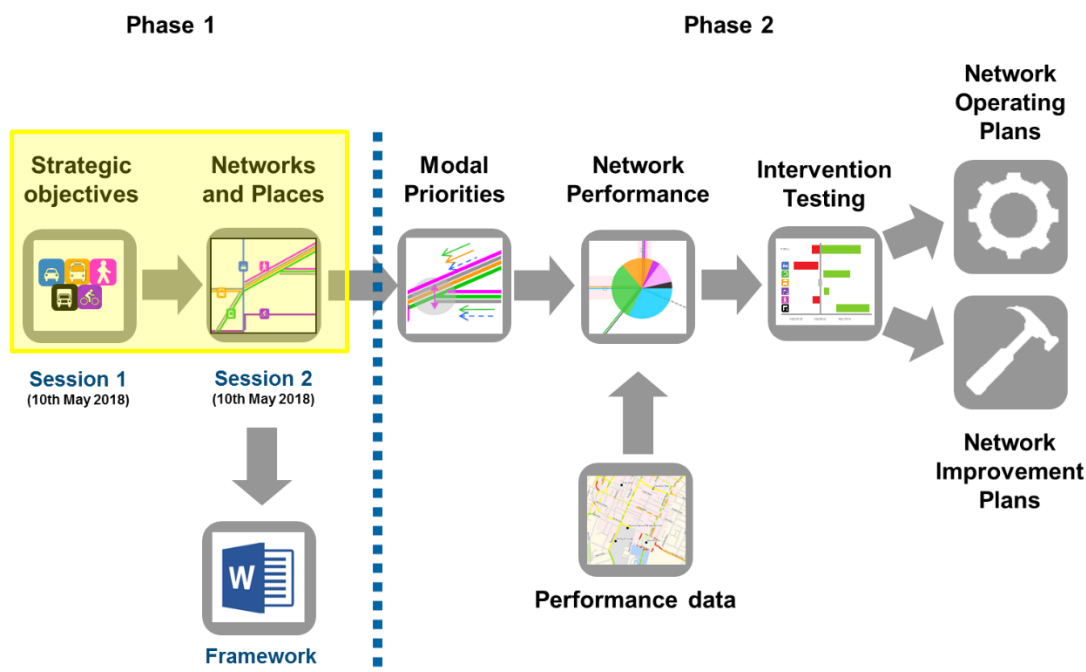 Phase 1
Phase 2
Strategic
objectives
Networks
and Places
Modal
Priorities
Network
Performance
Intervention
Testing
Network
Operating
Plans
Session 1
(10th May 2018)
Session 2
(10th May 2018)
W
Network
Improvement
Plans
Performance data
Framework